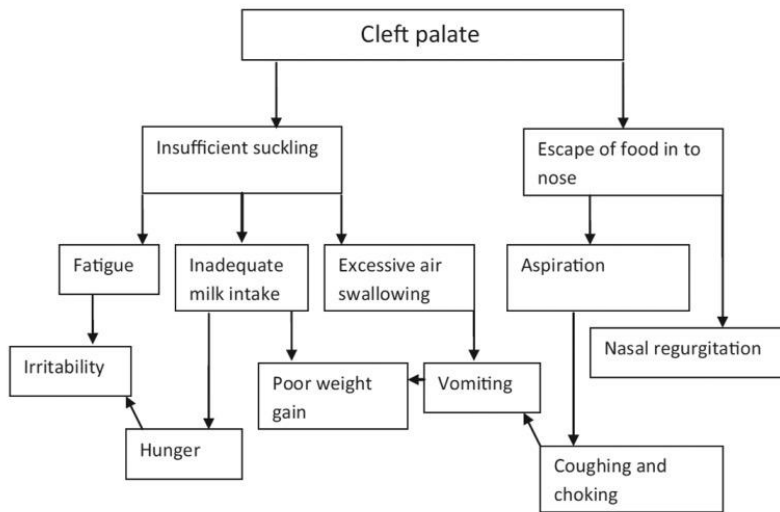 Cleft palate
Insufficient suckling
Escape of food in to
nose
Fatigue
Inadequate
milk intake
Excessive air
swallowing
Aspiration
Irritability
Poor weight
gain
Vomiting
Nasal regurgitation
Hunger
Coughing and
choking